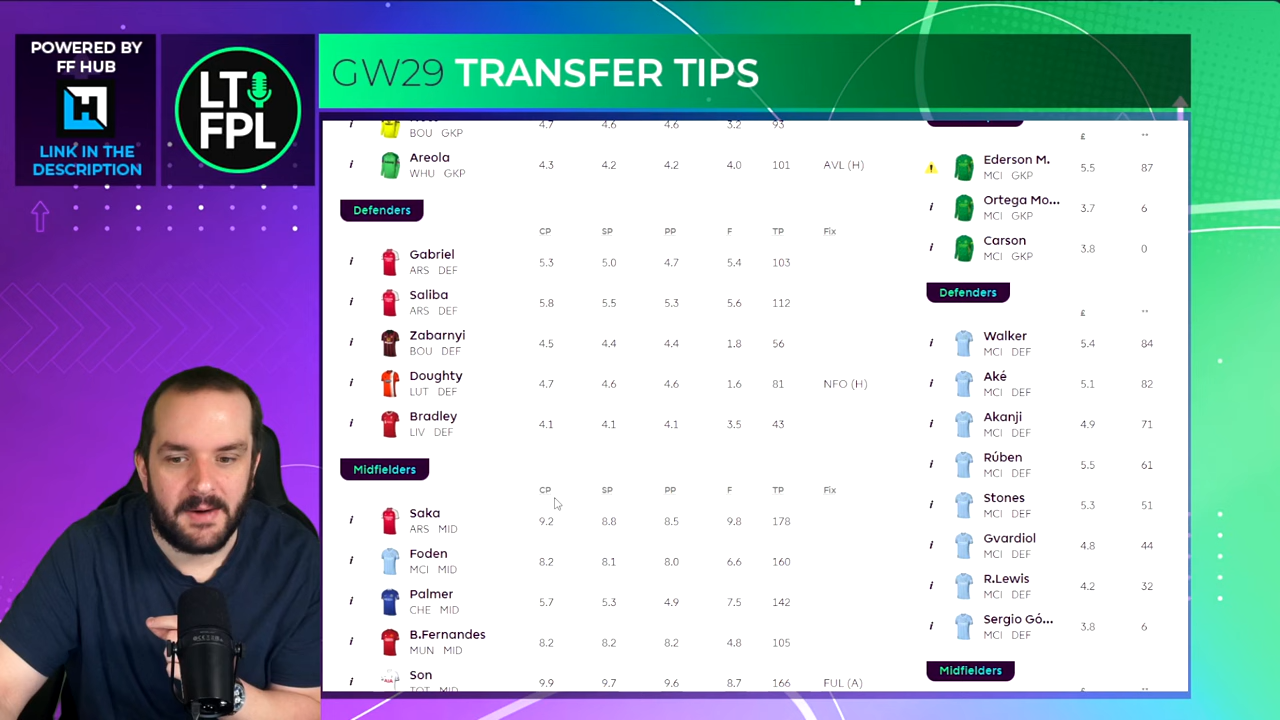 POWERED BY
FF HUB
LINK IN THE
DESCRIPTION
LT
FPL
GW29 TRANSFER TIPS
BOU GKP 4.7 4.6 4.6 3.2 93
Areola
WHU GKP 4.3 4.2 4.2 4.0 101 AVL (H)
Defenders
CP SP PP F TP Fix
i Gabriel
ARS DEF 5.3 5.0 4.7 5.4 103
i Saliba
ARS DEF 5.8 5.5 5.3 5.6 112
i Zabarnyi
BOU DEF 4.5 4.4 4.4 1.8 56
i Doughty
LUT DEF 4.7 4.6 4.6 1.6 81 NFO (H)
i Bradley
LIV DEF 4.1 4.1 4.1 3.5 43
Midfielders
CP SP PP F TP Fix
i Saka
ARS MID 9.2 8.8 8.5 9.8 178
i Foden
MCI MID 8.2 8.1 8.0 6.6 160
i Palmer
CHE MID 5.7 5.3 4.9 7.5 142
i B.Fernandes
MUN MID 8.2 8.2 8.2 4.8 105
i Son
TOT MID 9.9 9.7 9.6 8.7 166 FUL (A)
£ **
Ederson M.
MCI GKP 5.5 87
i Ortega Mo...
MCI GKP 3.7 6
i Carson
MCI GKP 3.8 0
Defenders
£ **
i Walker
MCI DEF 5.4 84
i Aké
MCI DEF 5.1 82
i Akanji
MCI DEF 4.9 71
i Rúben
MCI DEF 5.5 61
i Stones
MCI DEF 5.3 51
i Gvardiol
MCI DEF 4.8 44
i R.Lewis
MCI DEF 4.2 32
i Sergio Gó...
MCI DEF 3.8 6
Midfielders
£ **